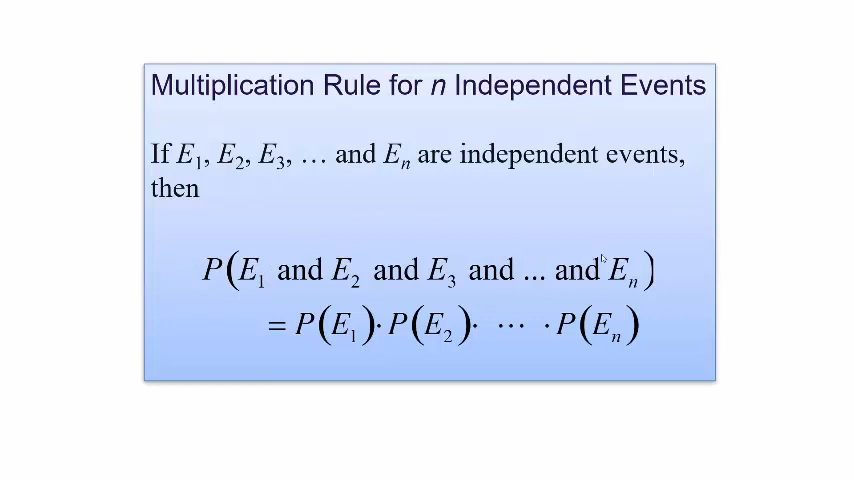 Multiplication Rule for n Independent Events
If E₁, E₂, E₃, … and Eₙ are independent events,
then
P(E₁ and E₂ and E₃ and ... and Eₙ)
= P(E₁)· P(E₂)· ··· · P(Eₙ)